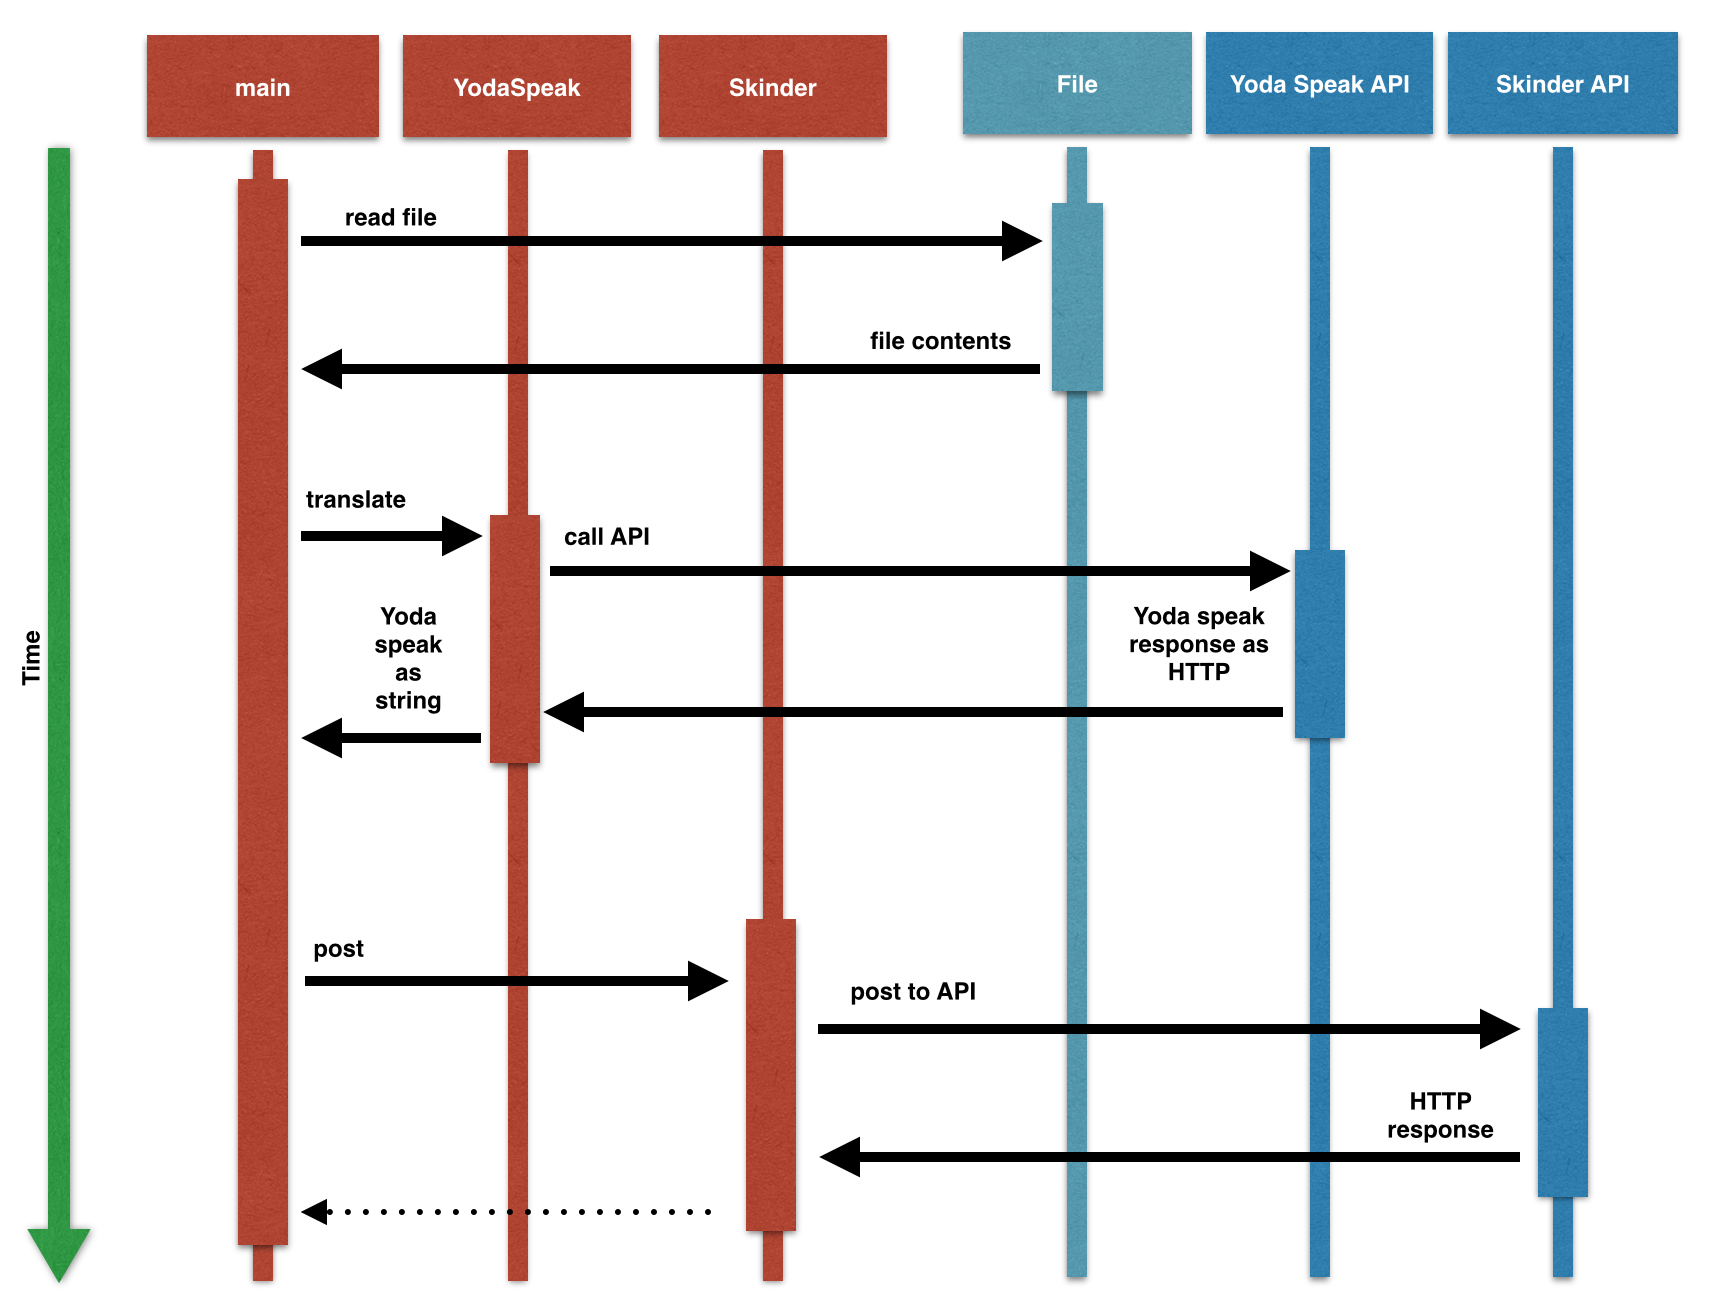 main
YodaSpeak
Skinder
File
Yoda Speak API
Skinder API
Time
read file
file contents
translate
call API
Yoda
speak
as
string
Yoda speak
response as
HTTP
post
post to API
HTTP
response